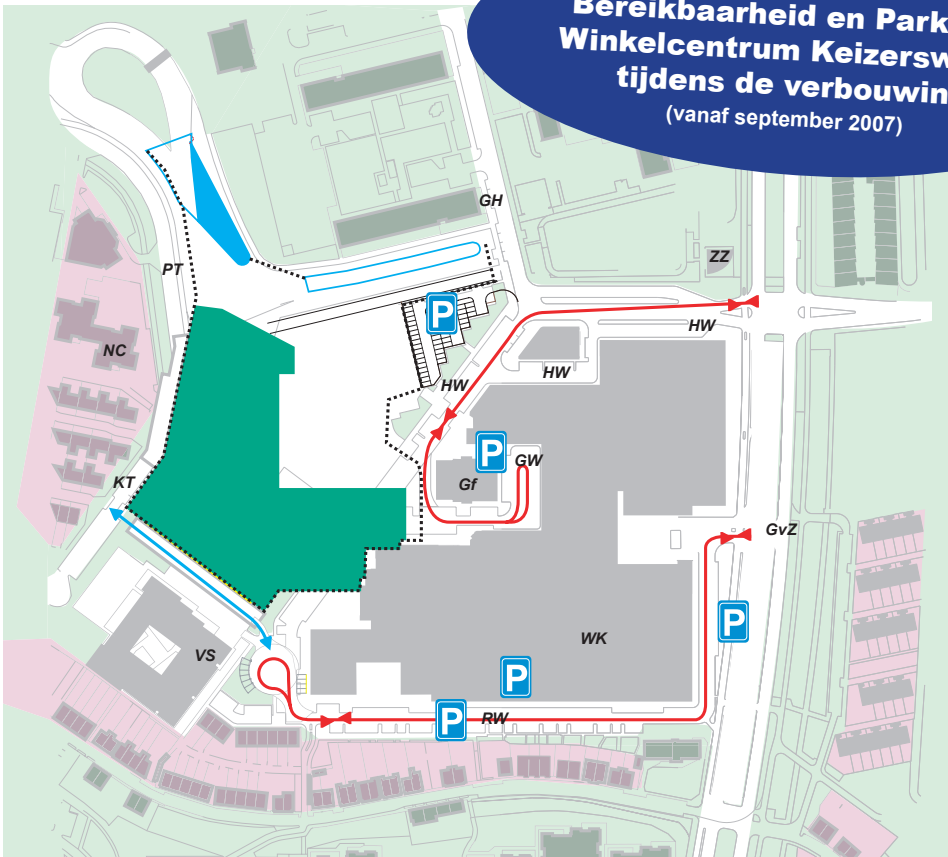 Bereikbaarheid en Park
Winkelcentrum Keizersw
tijdens de verbouwin
(vanaf september 2007)
GH
ZZ
PT
P
HW
NC
HW
HW
P
GW
Gf
KT
GvZ
P
WK
VS
P
P
RW